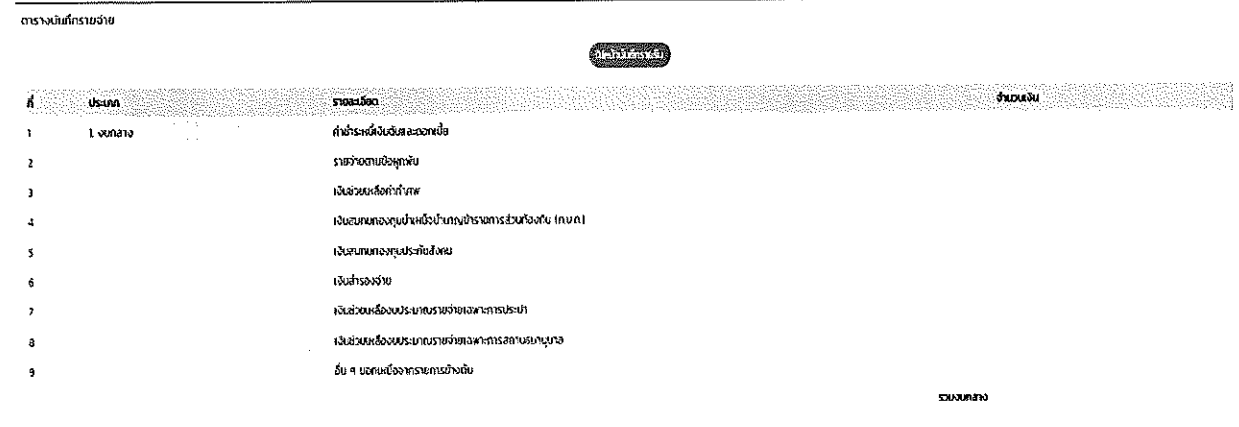 ตารางบันทึกรายจ่าย
ที่ ประเภท รายละเอียด จำนวนเงิน
1 1. งบกลาง ค่าชำระหนี้เงินต้นและดอกเบี้ย
2 รายจ่ายตามข้อผูกพัน
3 เงินช่วยเหลือค่าทำศพ
4 เงินสมทบกองทุนบำเหน็จบำนาญข้าราชการส่วนท้องถิ่น (ก.บ.ท.)
5 เงินสมทบกองทุนประกันสังคม
6 เงินสำรองจ่าย
7 เงินช่วยเหลืองบประมาณรายจ่ายเฉพาะการประปา
8 เงินช่วยเหลืองบประมาณรายจ่ายเฉพาะการสถานธนานุบาล
9 อื่น ๆ นอกเหนือจากรายการข้างต้น
รวมงบกลาง